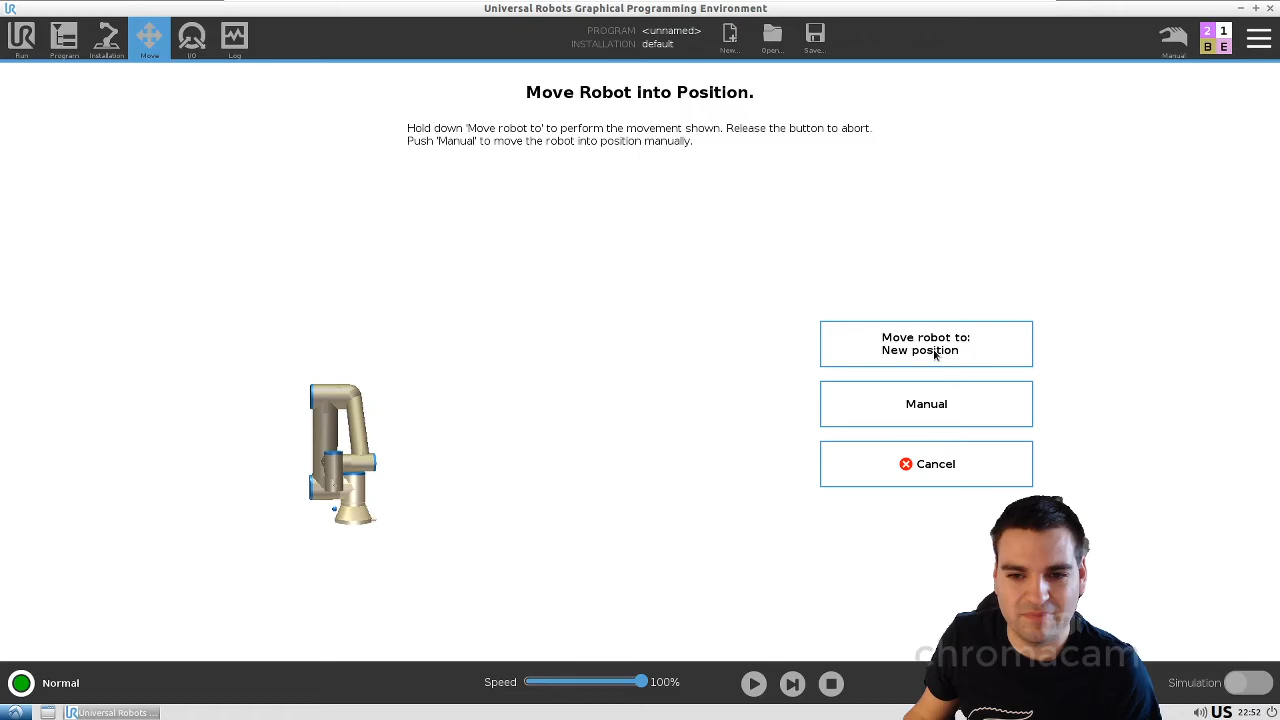 Universal Robots Graphical Programming Environment
UR
Run
Program
Installation
Move
I/O
Log
PROGRAM <unnamed>
INSTALLATION default
New...
Open...
Save...
Manual
2 1
B E
Move Robot into Position.
Hold down 'Move robot to' to perform the movement shown. Release the button to abort.
Push 'Manual' to move the robot into position manually.
Move robot to:
New position
Manual
Cancel
chromacam
Normal
Speed 100%
Simulation
Universal Robots ...
US 22:52